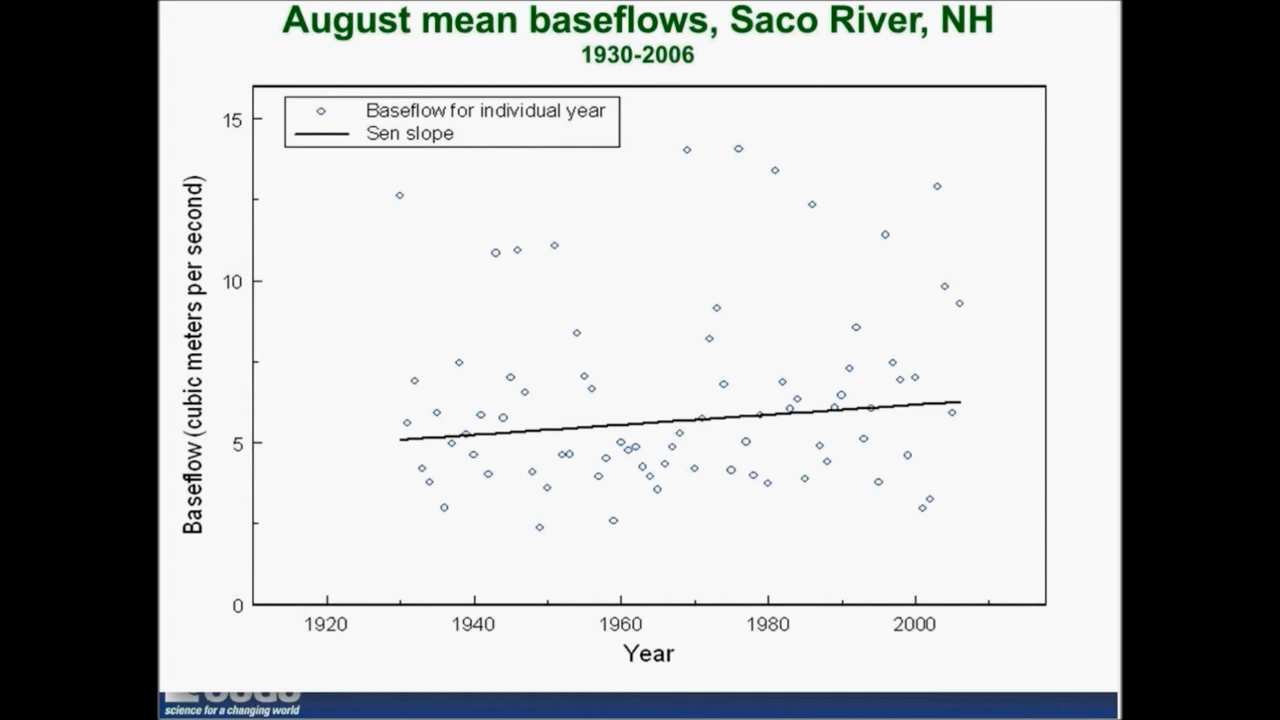 August mean baseflows, Saco River, NH
1930-2006
Baseflow for individual year
Sen slope
15
10
5
0
Baseflow (cubic meters per second)
1920 1940 1960 1980 2000
Year
science for a changing world